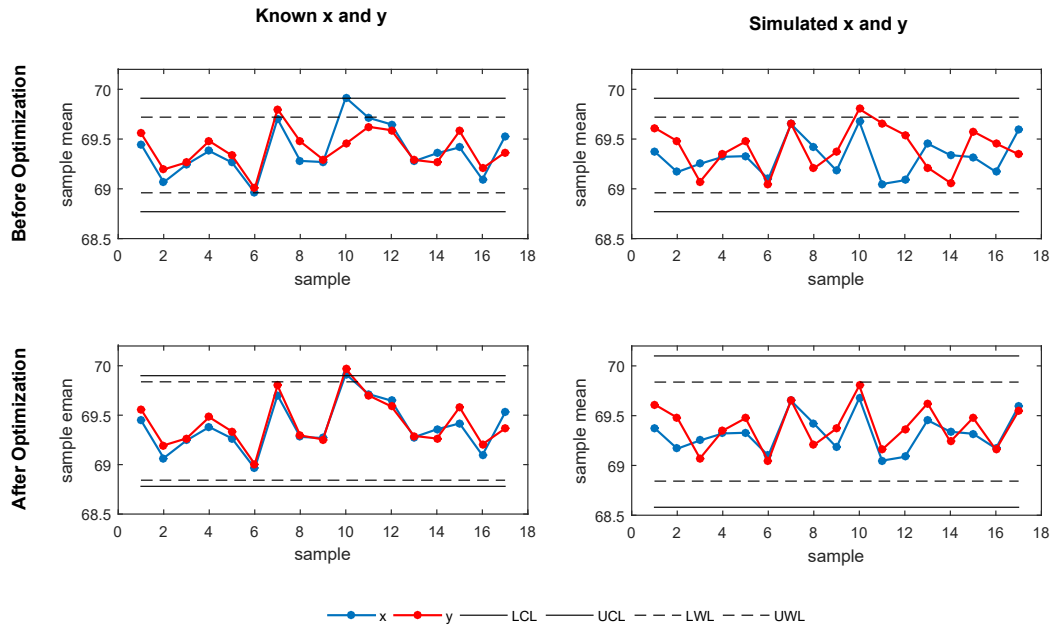 Known x and y
Simulated x and y
Before Optimization
sample mean
70
69.5
69
68.5
0 2 4 6 8 10 12 14 16 18
sample
sample mean
70
69.5
69
68.5
0 2 4 6 8 10 12 14 16 18
sample
After Optimization
sample eman
70
69.5
69
68.5
0 2 4 6 8 10 12 14 16 18
sample
sample mean
70
69.5
69
68.5
0 2 4 6 8 10 12 14 16 18
sample
x y LCL UCL LWL UWL